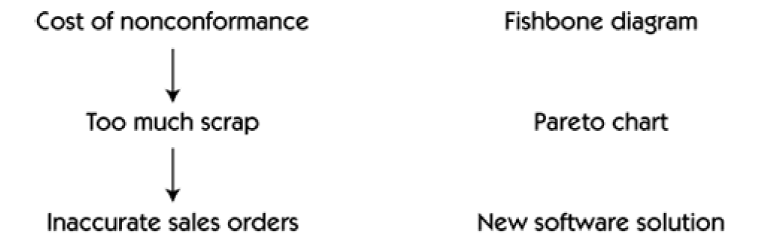 Cost of nonconformance
Fishbone diagram
Too much scrap
Pareto chart
Inaccurate sales orders
New software solution